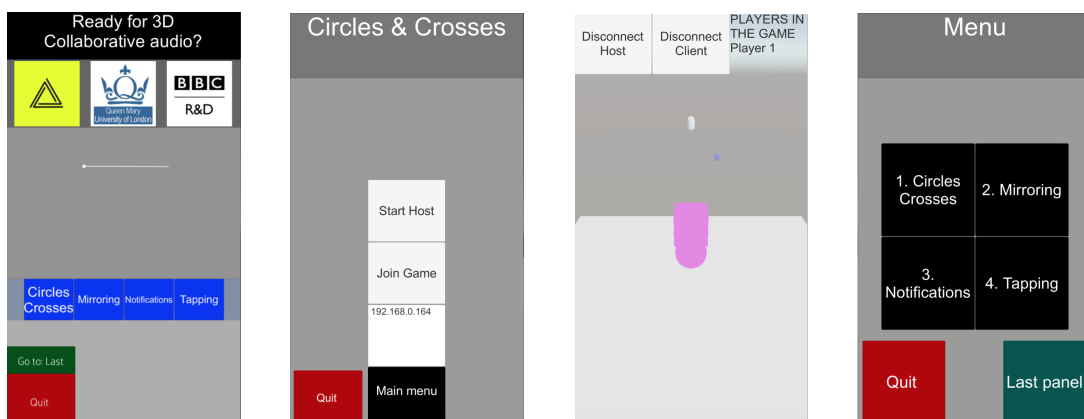 Ready for 3D
Collaborative audio?
Queen Mary
University of London
BBC
R&D
Circles
Crosses
Mirroring
Notifications
Tapping
Go to: Last
Quit
Circles & Crosses
Start Host
Join Game
192.168.0.164
Quit
Main menu
Disconnect
Host
Disconnect
Client
PLAYERS IN
THE GAME
Player 1
Menu
1. Circles
Crosses
2. Mirroring
3.
Notifications
4. Tapping
Quit
Last panel